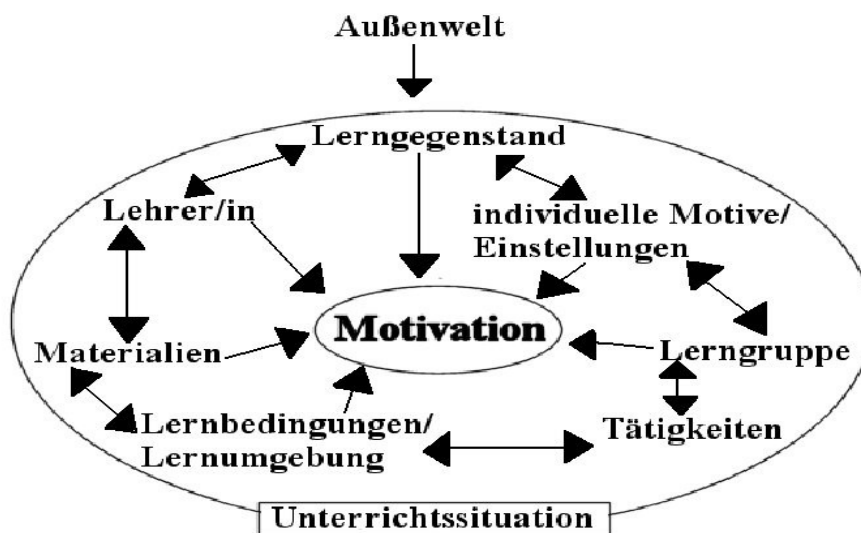 Außenwelt
Lerngegenstand
Lehrer/in
individuelle Motive/
Einstellungen
Motivation
Materialien
Lerngruppe
Lernbedingungen/
Lernumgebung
Tätigkeiten
Unterrichtssituation